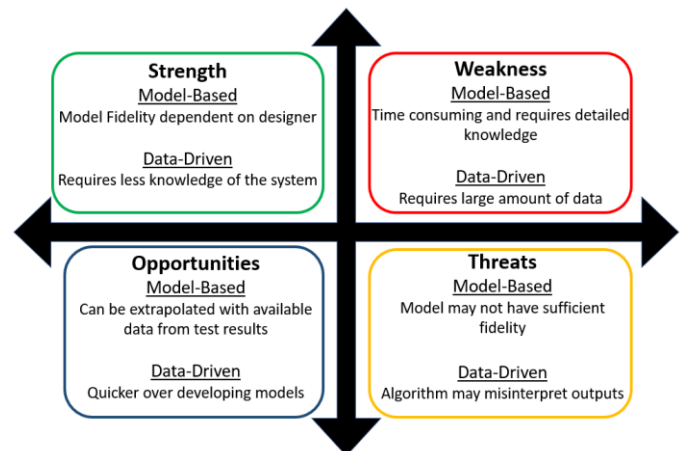 Strength
Model-Based
Model Fidelity dependent on designer
Data-Driven
Requires less knowledge of the system
Weakness
Model-Based
Time consuming and requires detailed
knowledge
Data-Driven
Requires large amount of data
Opportunities
Model-Based
Can be extrapolated with available
data from test results
Data-Driven
Quicker over developing models
Threats
Model-Based
Model may not have sufficient
fidelity
Data-Driven
Algorithm may misinterpret outputs